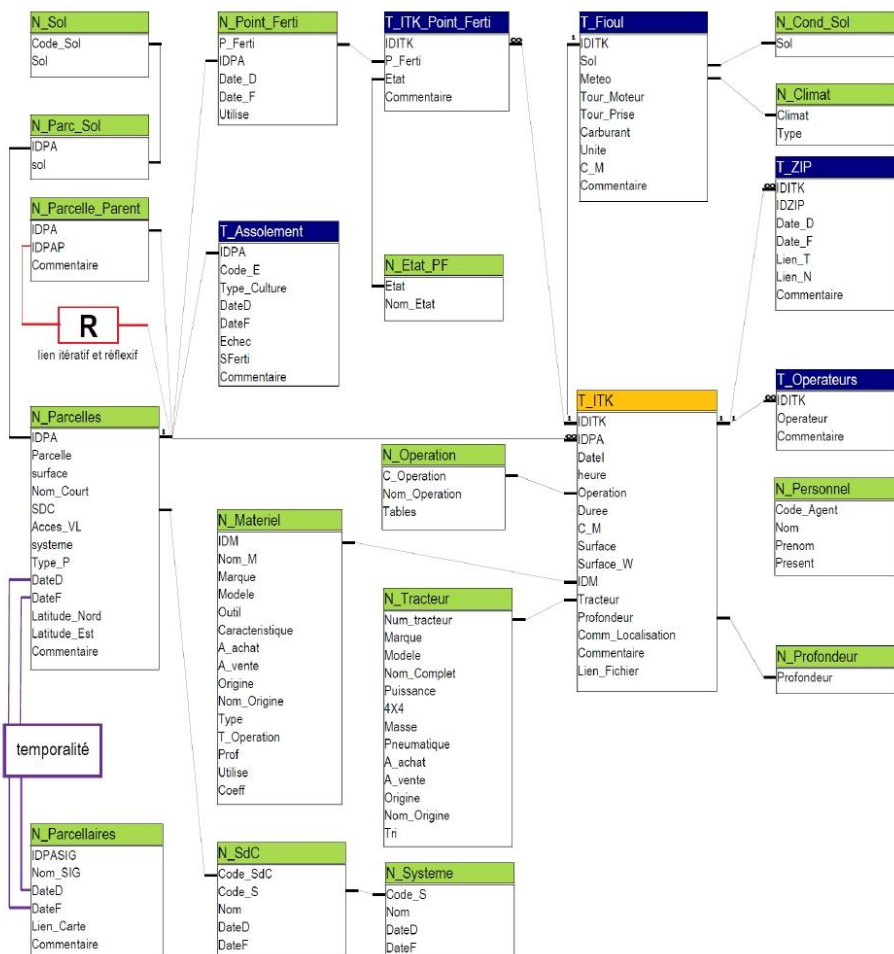 N_Sol
Code_Sol
Sol
N_Parc_Sol
IDPA
sol
N_Parcelle_Parent
IDPA
IDPAP
Commentaire
R
lien itératif et réflexif
N_Parcelles
1
IDPA
Parcelle
surface
Nom_Court
SDC
Acces_VL
systeme
Type_P
DateD
DateF
Latitude_Nord
Latitude_Est
Commentaire
temporalité
N_Parcellaires
IDPASIG
Nom_SIG
DateD
DateF
Lien_Carte
Commentaire
N_Point_Ferti
P_Ferti
IDPA
Date_D
Date_F
Utilise
T_Assolement
IDPA
Code_E
Type_Culture
DateD
DateF
Echec
SFerti
Commentaire
N_Materiel
IDM
Nom_M
Marque
Modele
Outil
Caracteristique
A_achat
A_vente
Origine
Nom_Origine
Type
T_Operation
Prof
Utilise
Coeff
N_SdC
Code_SdC
Code_S
Nom
DateD
DateF
T_ITK_Point_Ferti
∞
IDITK
P_Ferti
Etat
Commentaire
N_Etat_PF
Etat
Nom_Etat
N_Operation
C_Operation
Nom_Operation
Tables
N_Tracteur
Num_tracteur
Marque
Modele
Nom_Complet
Puissance
4X4
Masse
Pneumatique
A_achat
A_vente
Origine
Nom_Origine
Tri
N_Systeme
Code_S
Nom
DateD
DateF
T_Fioul
1
IDITK
Sol
Meteo
Tour_Moteur
Tour_Prise
Carburant
Unite
C_M
Commentaire
T_ITK
1 IDITK 1 1
∞ IDPA
DateI
heure
Operation
Duree
C_M
Surface
Surface_W
IDM
Tracteur
Profondeur
Comm_Localisation
Commentaire
Lien_Fichier
N_Cond_Sol
Sol
N_Climat
Climat
Type
T_ZIP
∞ IDITK
IDZIP
Date_D
Date_F
Lien_T
Lien_N
Commentaire
T_Operateurs
∞ IDITK
Operateur
Commentaire
N_Personnel
Code_Agent
Nom
Prenom
Present
N_Profondeur
Profondeur